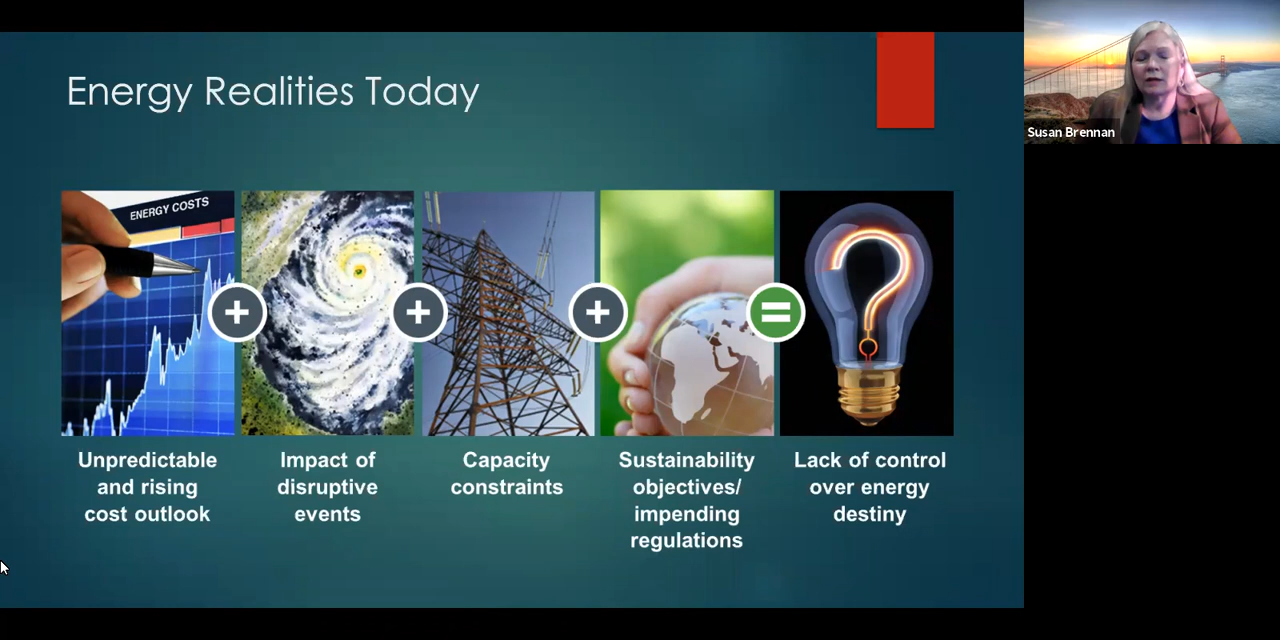 Energy Realities Today
Susan Brennan
ENERGY COSTS
Unpredictable
and rising
cost outlook
Impact of
disruptive
events
Capacity
constraints
Sustainability
objectives/
impending
regulations
Lack of control
over energy
destiny